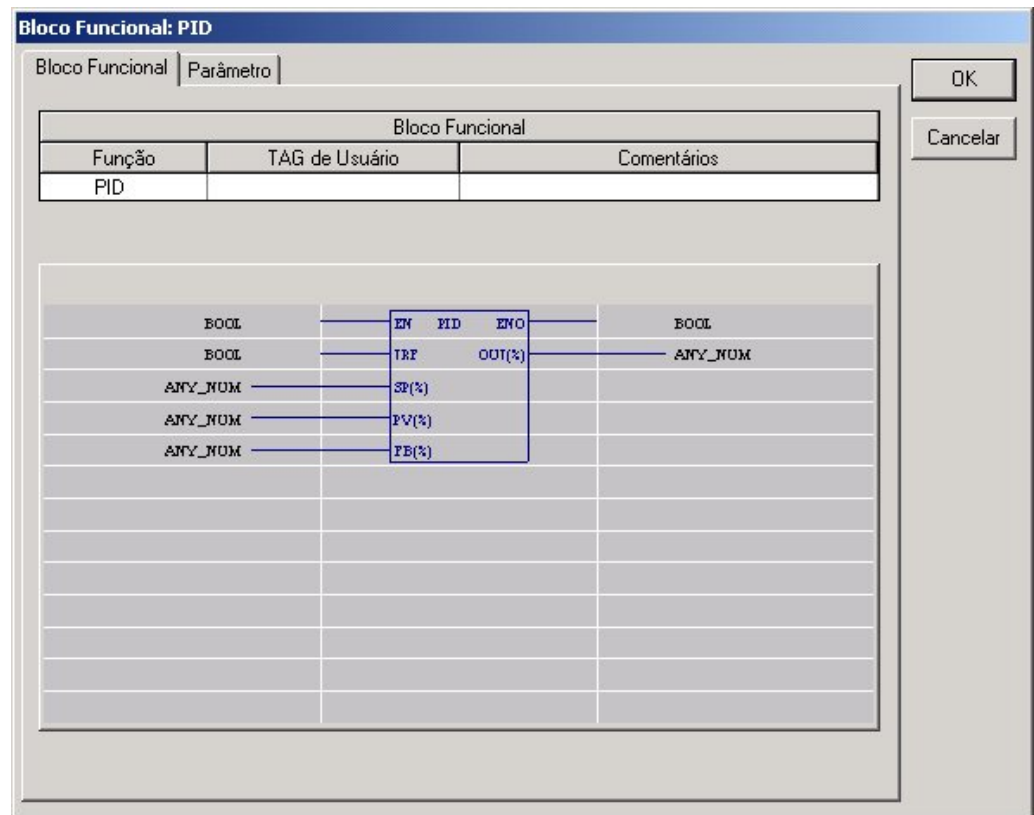 Bloco Funcional: PID
Bloco Funcional Parâmetro
OK
Cancelar
Bloco Funcional
Função TAG de Usuário Comentários
PID
BOOL EN PID ENO BOOL
BOOL TRF OUT(%) ANY_NUM
ANY_NUM SP(%)
ANY_NUM PV(%)
ANY_NUM FB(%)